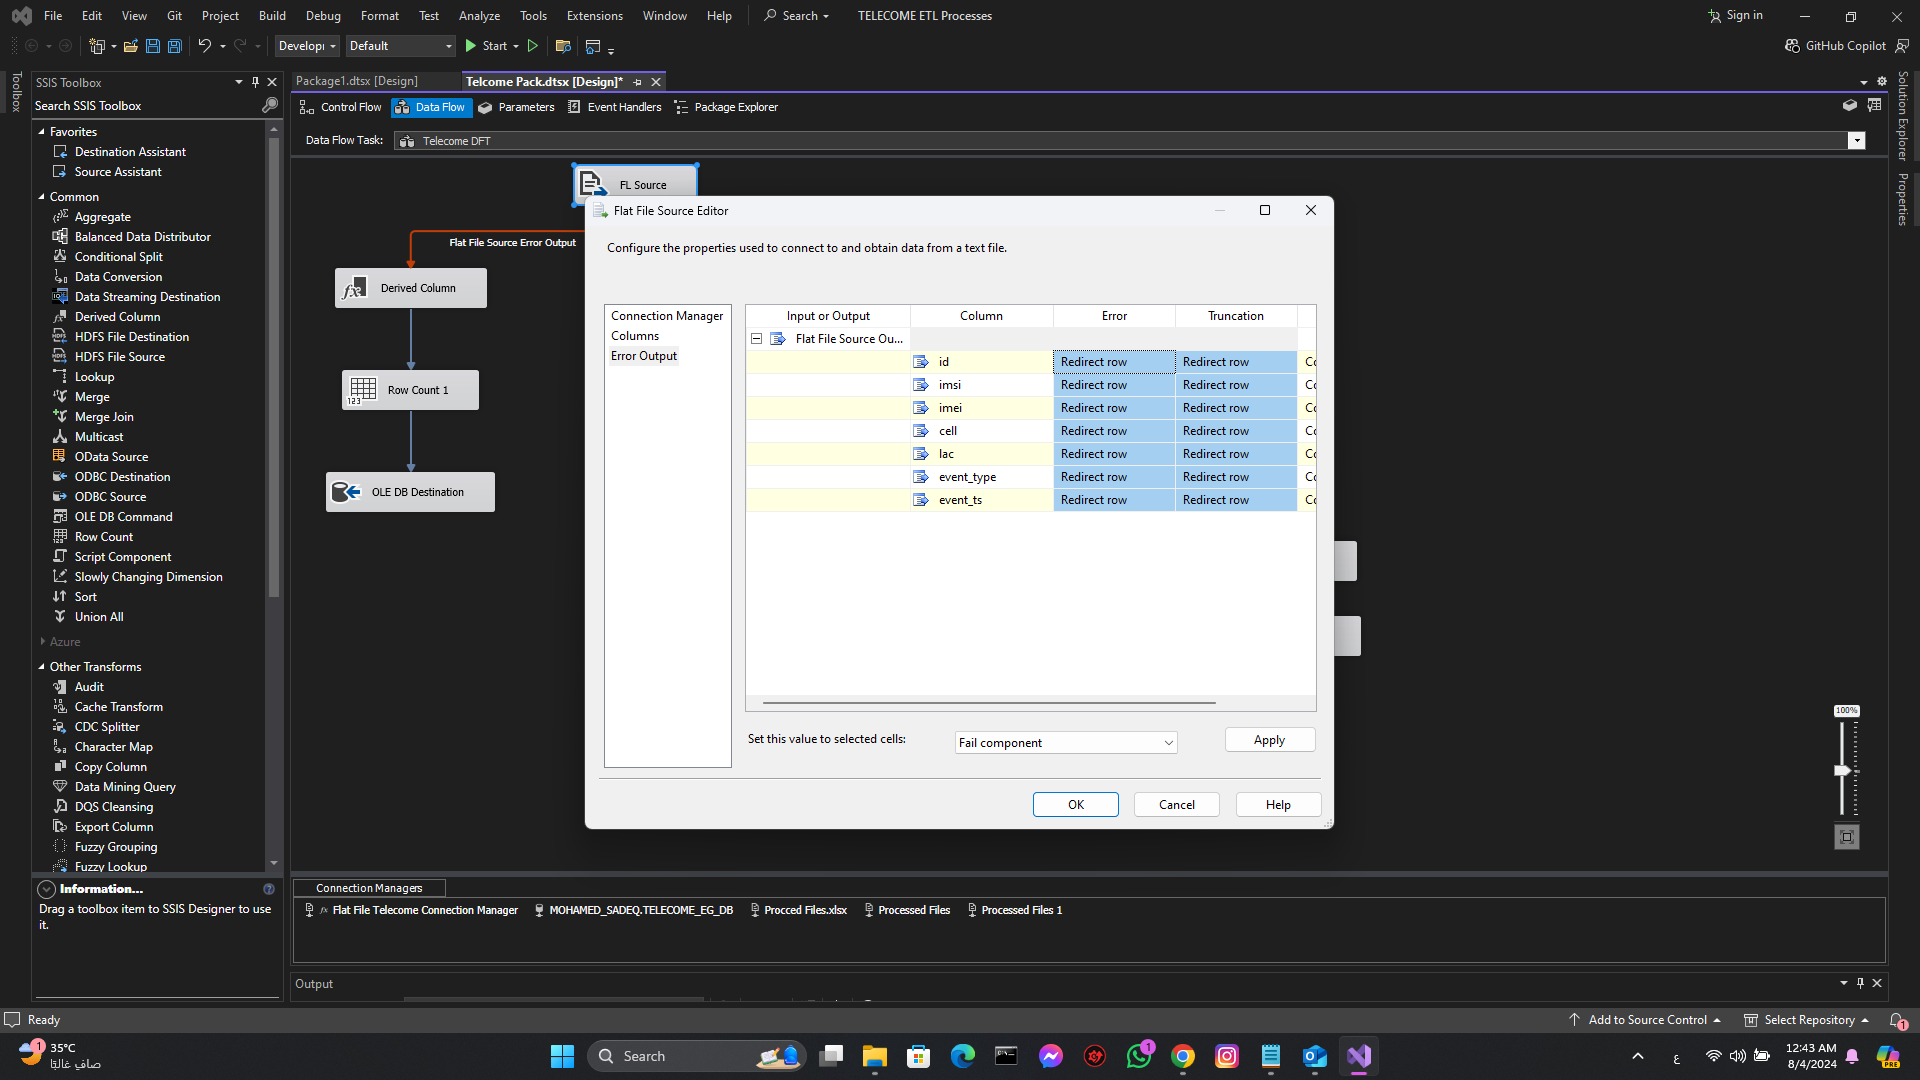 File Edit View Git Project Build Debug Format Test Analyze Tools Extensions Window Help Search TELECOME ETL Processes Sign in
Develop Default Start GitHub Copilot
Toolbox
SSIS Toolbox
Search SSIS Toolbox
Favorites
Destination Assistant
Source Assistant
Common
Aggregate
Balanced Data Distributor
Conditional Split
Data Conversion
Data Streaming Destination
Derived Column
HDFS File Destination
HDFS File Source
Lookup
Merge
Merge Join
Multicast
OData Source
ODBC Destination
ODBC Source
OLE DB Command
Row Count
Script Component
Slowly Changing Dimension
Sort
Union All
Azure
Other Transforms
Audit
Cache Transform
CDC Splitter
Character Map
Copy Column
Data Mining Query
DQS Cleansing
Export Column
Fuzzy Grouping
Fuzzy Lookup
Information...
Drag a toolbox item to SSIS Designer to use
it.
Package1.dtsx [Design] Telcome Pack.dtsx [Design]*
Control Flow Data Flow Parameters Event Handlers Package Explorer
Data Flow Task: Telecome DFT
FL Source
Flat File Source Error Output
Derived Column
Row Count 1
OLE DB Destination
Flat File Source Editor
Configure the properties used to connect to and obtain data from a text file.
Connection Manager
Columns
Error Output
Input or Output Column Error Truncation
Flat File Source Ou...
id Redirect row Redirect row Co
imsi Redirect row Redirect row Co
imei Redirect row Redirect row Co
cell Redirect row Redirect row Co
lac Redirect row Redirect row Co
event_type Redirect row Redirect row Co
event_ts Redirect row Redirect row Co
Set this value to selected cells: Fail component Apply
OK Cancel Help
100%
Solution Explorer
Properties
Connection Managers
Flat File Telecome Connection Manager MOHAMED_SADEQ.TELECOME_EG_DB Procced Files.xlsx Processed Files Processed Files 1
Output
Ready Add to Source Control Select Repository 1
1 35°C
صافٍ غالبًا
Search
1
ع
12:43 AM
8/4/2024
PRE